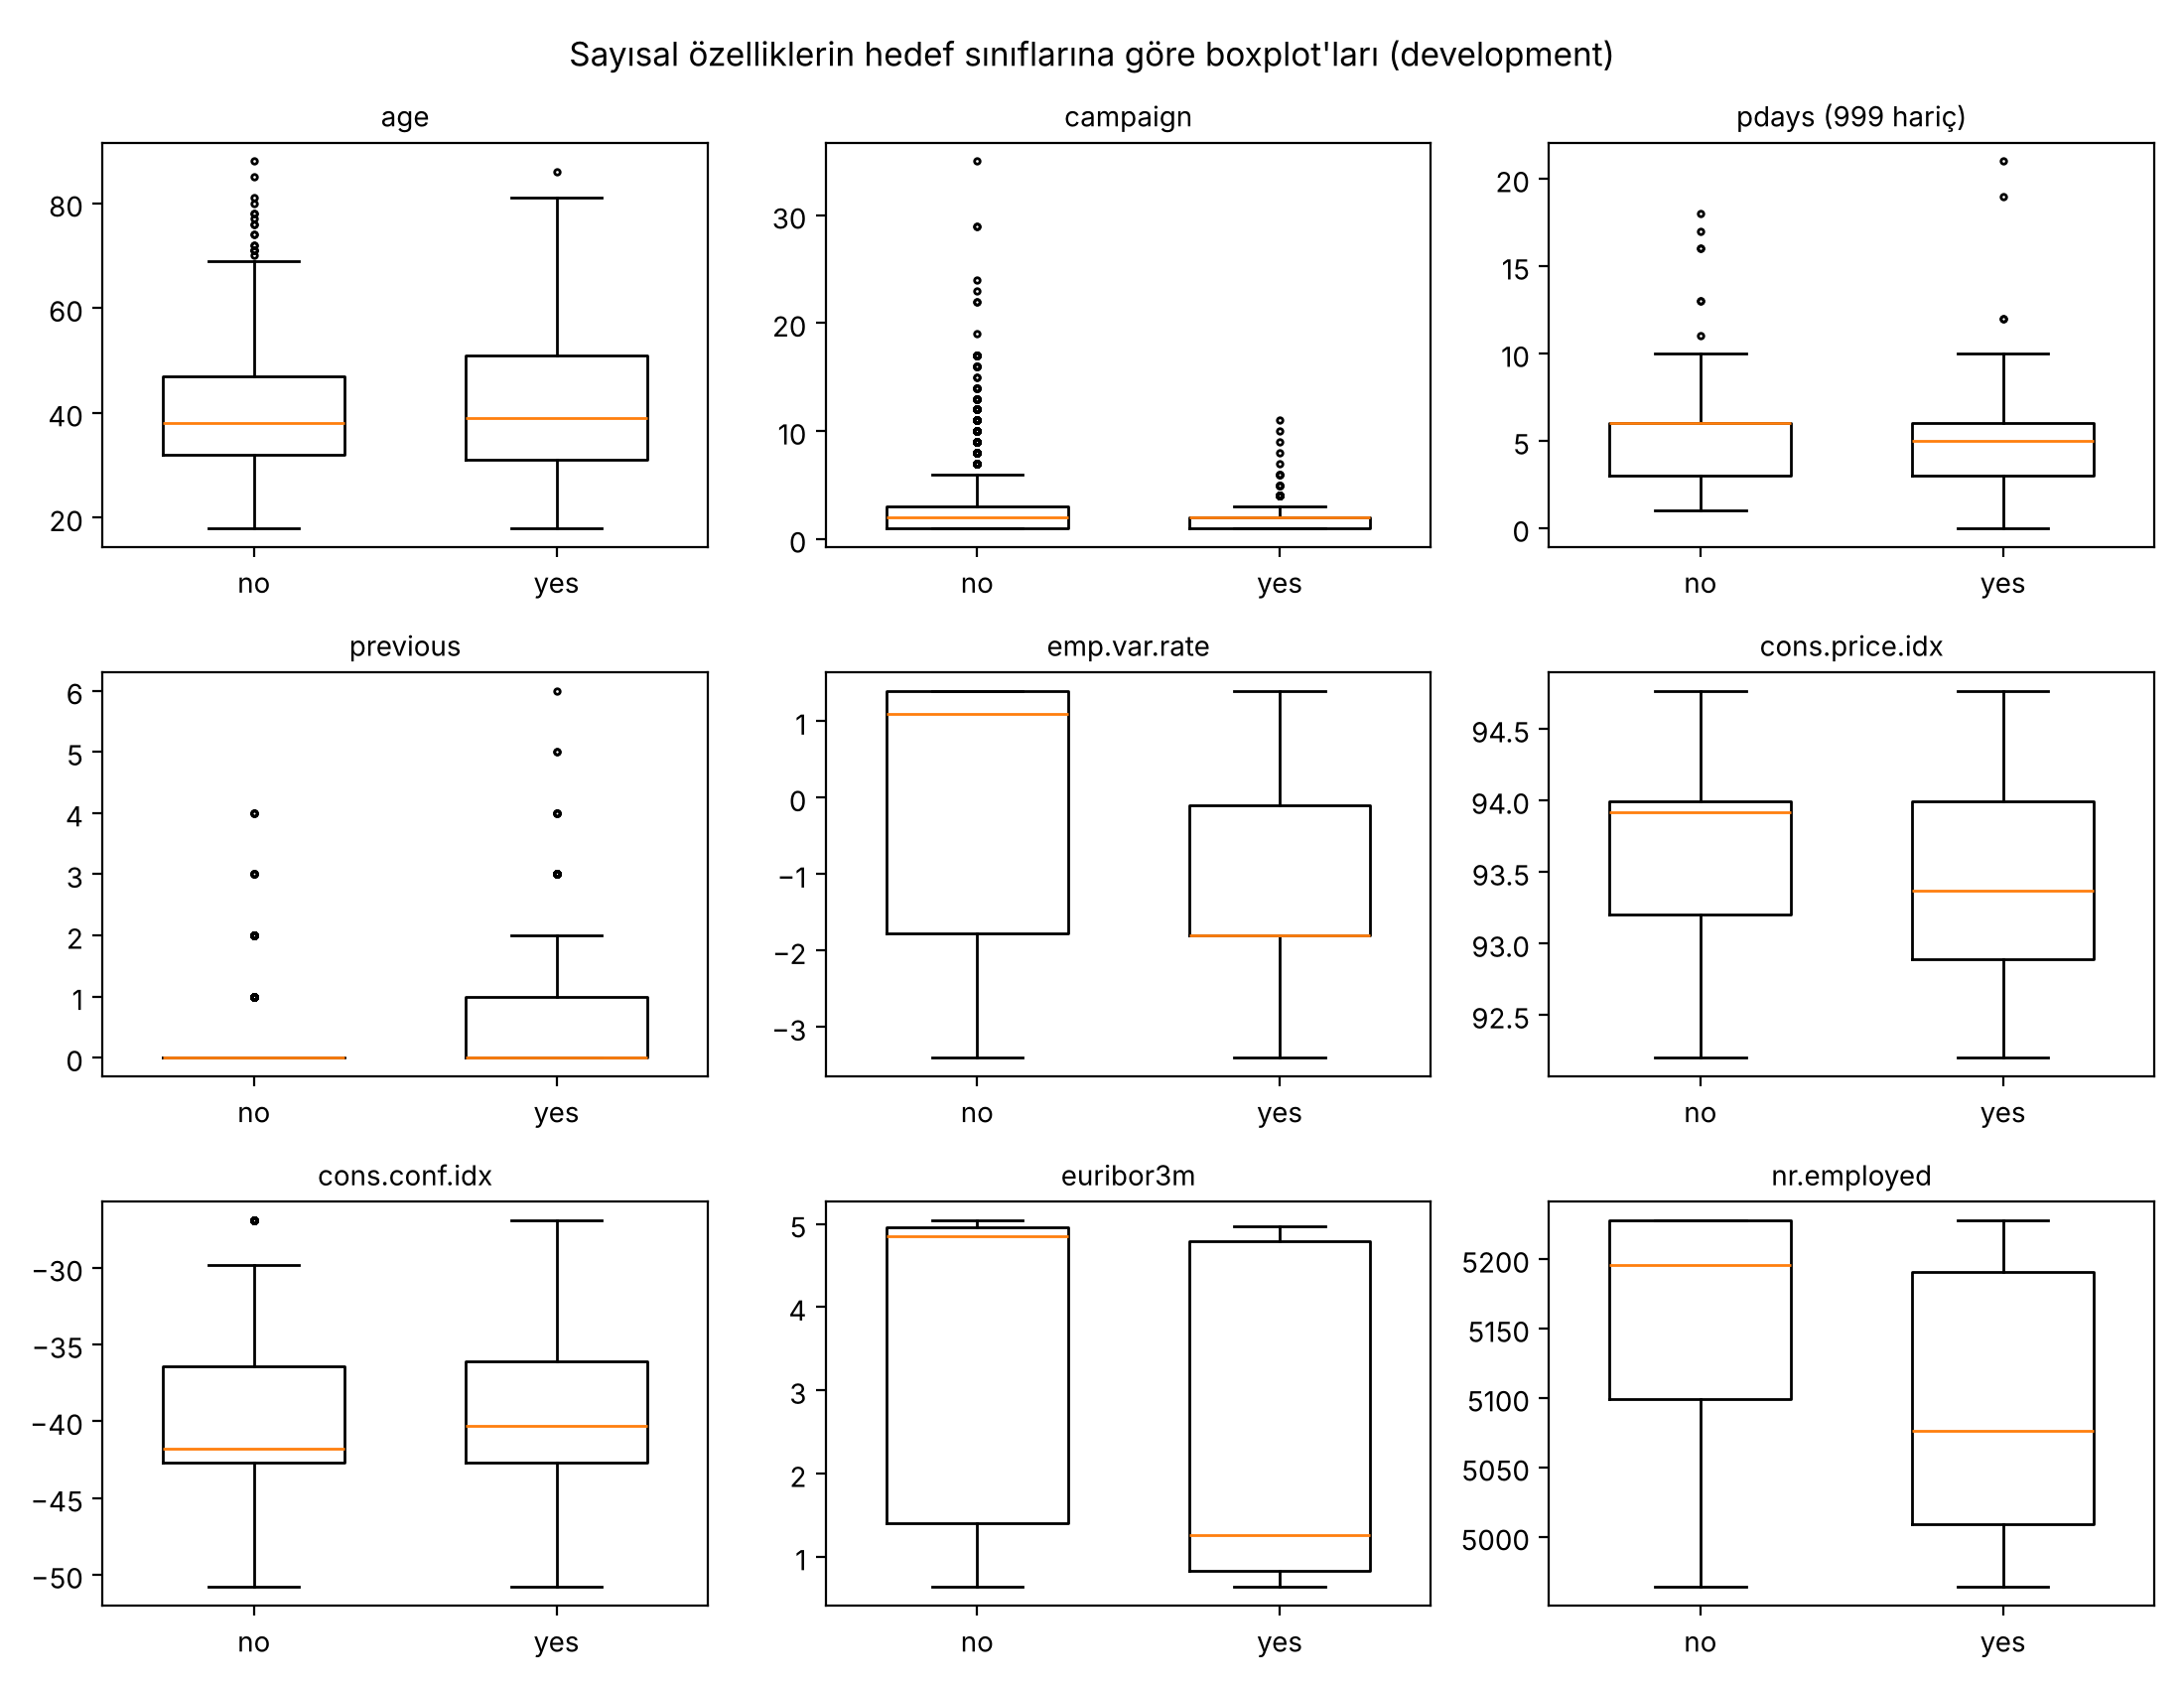 Sayısal özelliklerin hedef sınıflarına göre boxplot'ları (development)
age
80
60
40
20
no yes
campaign
30
20
10
0
no yes
pdays (999 hariç)
20
15
10
5
0
no yes
previous
6
5
4
3
2
1
0
no yes
emp.var.rate
1
0
−1
−2
−3
no yes
cons.price.idx
94.5
94.0
93.5
93.0
92.5
no yes
cons.conf.idx
−30
−35
−40
−45
−50
no yes
euribor3m
5
4
3
2
1
no yes
nr.employed
5200
5150
5100
5050
5000
no yes